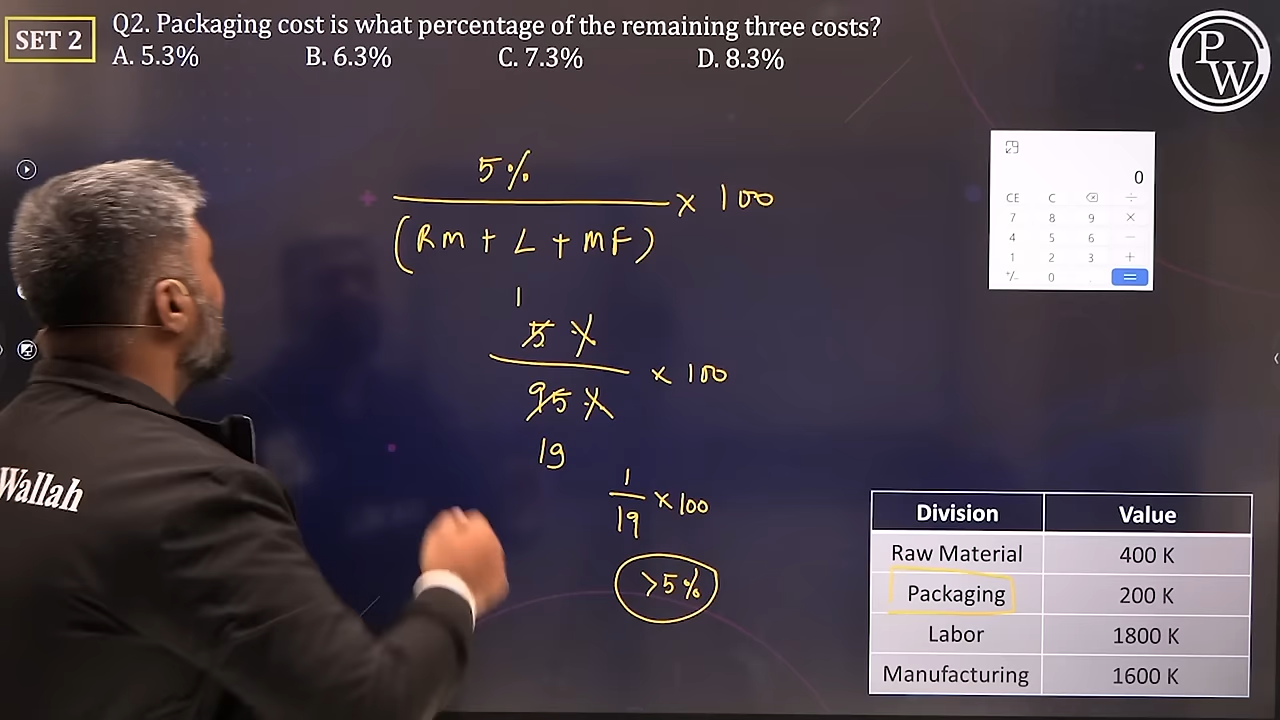 SET 2
Q2. Packaging cost is what percentage of the remaining three costs?
A. 5.3% B. 6.3% C. 7.3% D. 8.3%
PW
5%
(RM + L + MF) × 100
1
5 X
95 X × 100
19
1
19 × 100
>5%
0
CE C ⌫ ÷
7 8 9 ×
4 5 6 −
1 2 3 +
+/− 0 . =
Wallah
Division Value
Raw Material 400 K
Packaging 200 K
Labor 1800 K
Manufacturing 1600 K